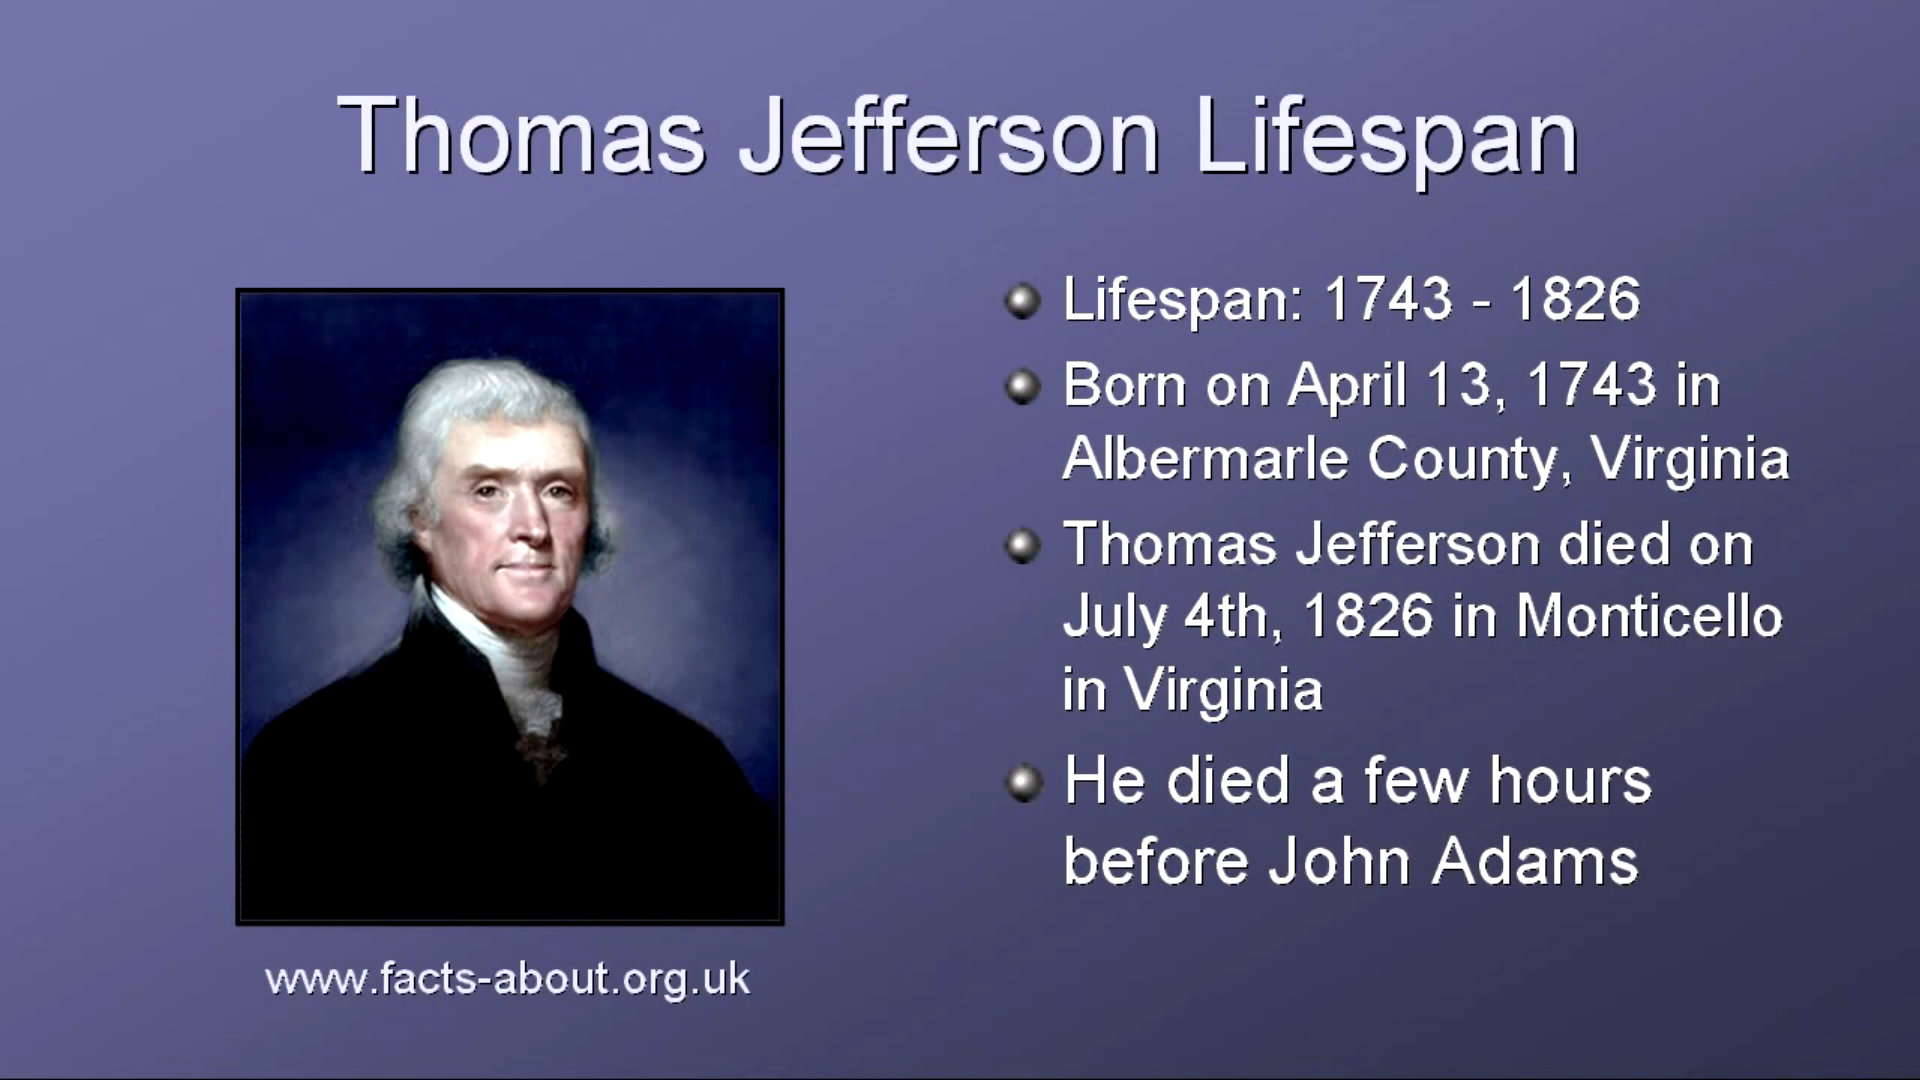 Thomas Jefferson Lifespan
Lifespan: 1743 - 1826
Born on April 13, 1743 in
Albermarle County, Virginia
Thomas Jefferson died on
July 4th, 1826 in Monticello
in Virginia
He died a few hours
before John Adams
www.facts-about.org.uk